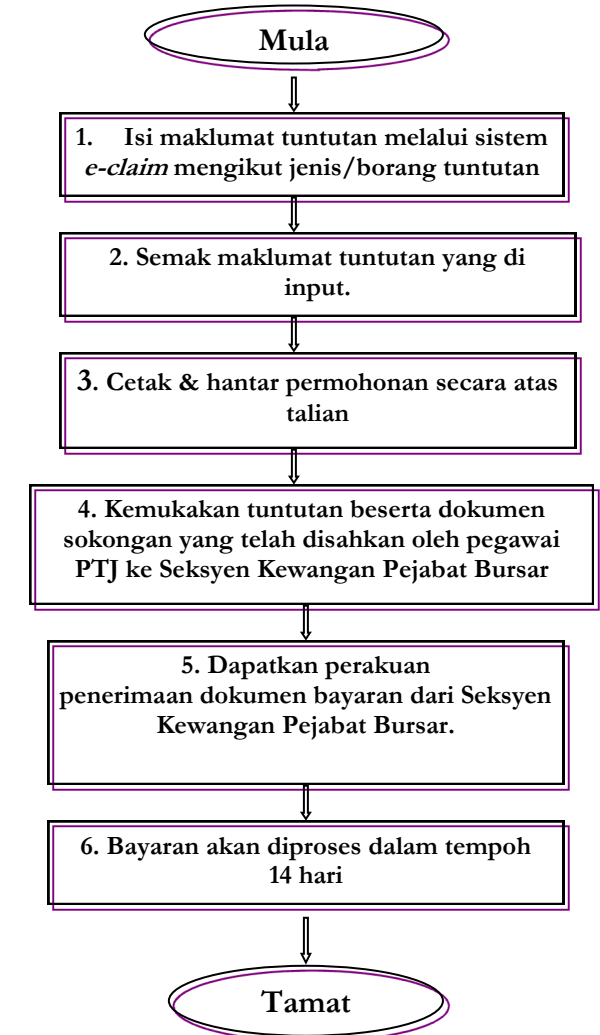 Mula
1. Isi maklumat tuntutan melalui sistem
e-claim mengikut jenis/borang tuntutan
2. Semak maklumat tuntutan yang di
input.
3. Cetak & hantar permohonan secara atas
talian
4. Kemukakan tuntutan beserta dokumen
sokongan yang telah disahkan oleh pegawai
PTJ ke Seksyen Kewangan Pejabat Bursar
5. Dapatkan perakuan
penerimaan dokumen bayaran dari Seksyen
Kewangan Pejabat Bursar.
6. Bayaran akan diproses dalam tempoh
14 hari
Tamat